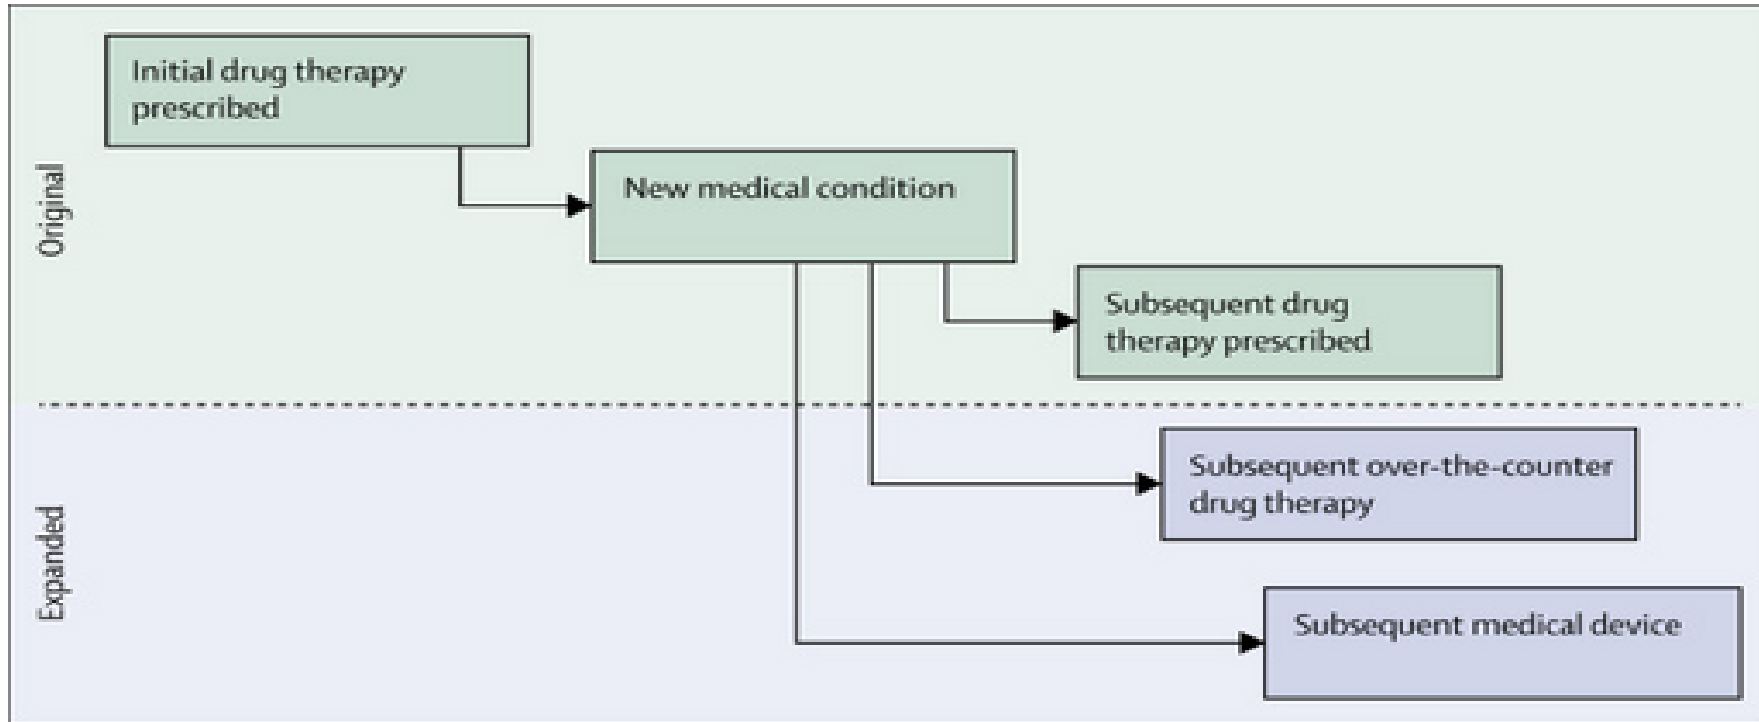 Original
Initial drug therapy
prescribed
New medical condition
Subsequent drug
therapy prescribed
Expanded
Subsequent over-the-counter
drug therapy
Subsequent medical device